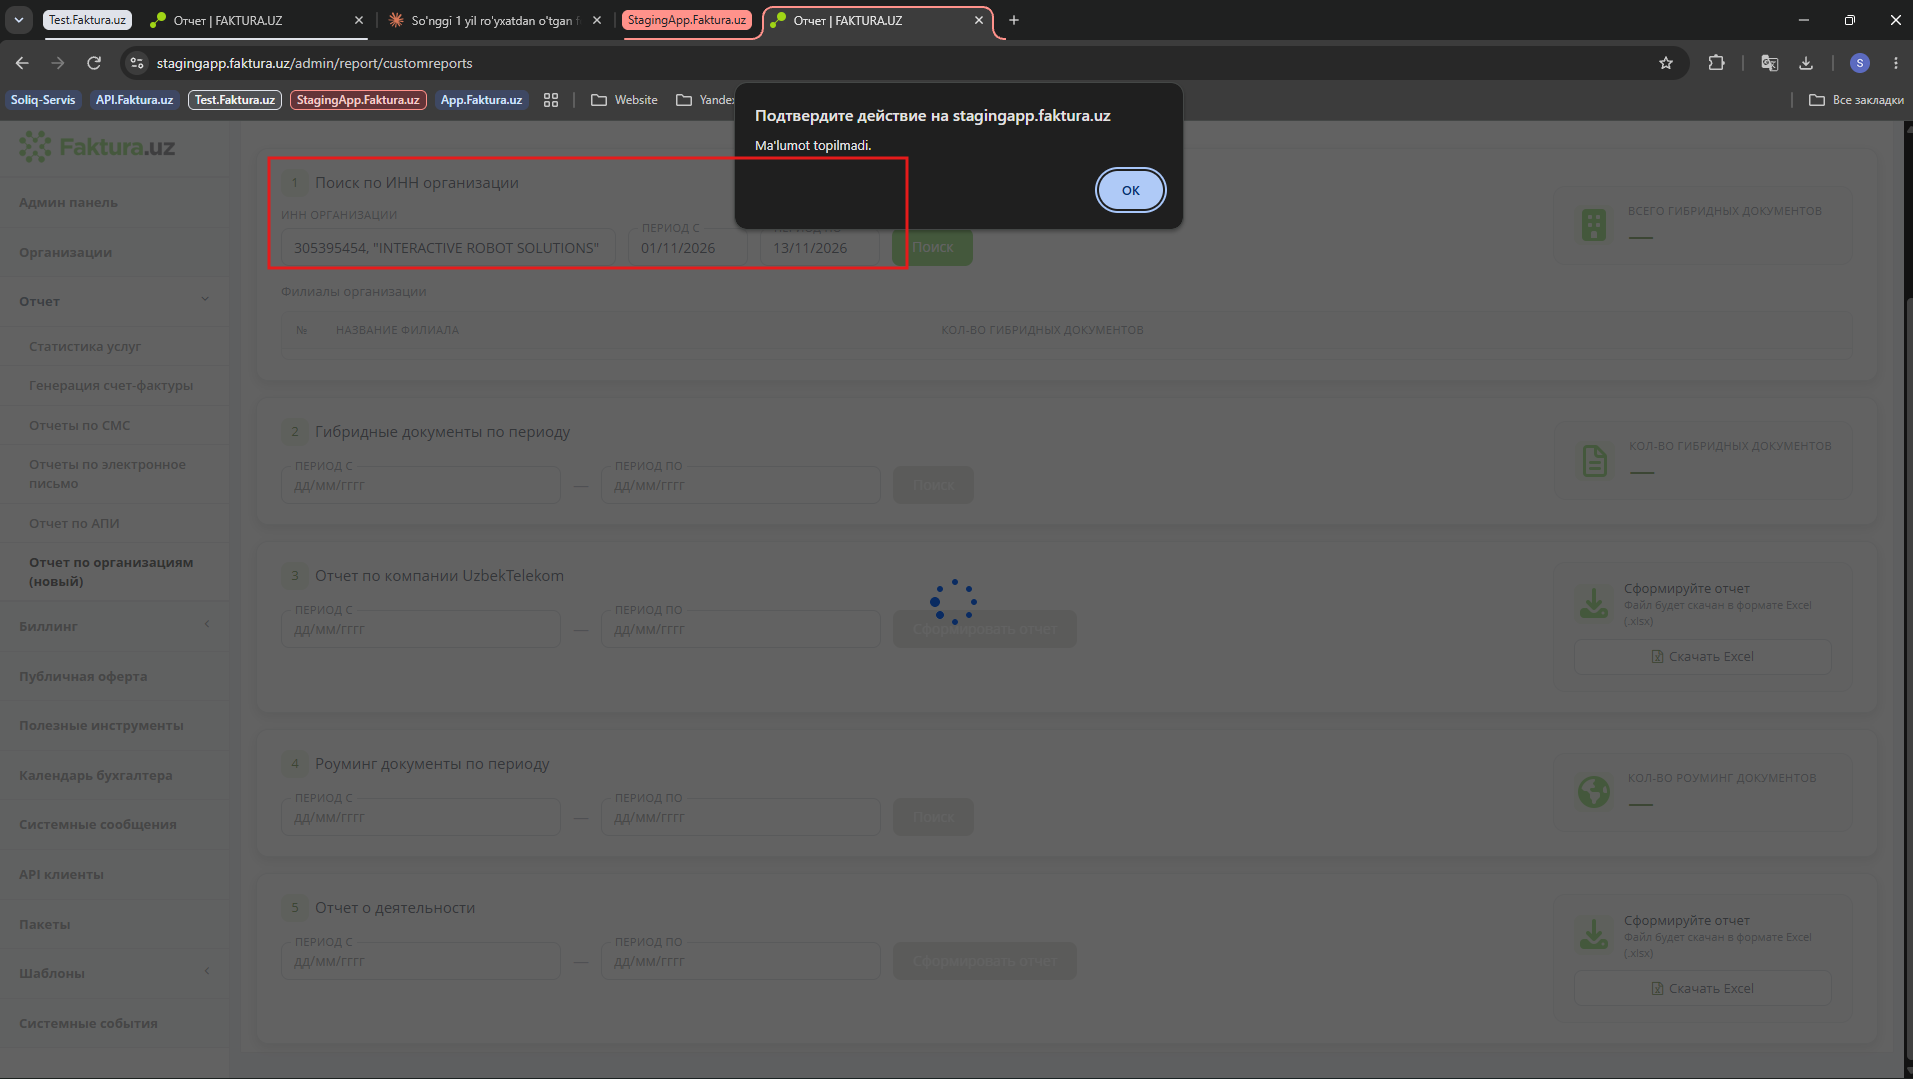 Test.Faktura.uz
Отчет | FAKTURA.UZ
So'nggi 1 yil ro'yxatdan o'tgan f
StagingApp.Faktura.uz
Отчет | FAKTURA.UZ
stagingapp.faktura.uz/admin/report/customreports
S
Soliq-Servis
API.Faktura.uz
Test.Faktura.uz
StagingApp.Faktura.uz
App.Faktura.uz
Website
Yandex
Все закладки
Подтвердите действие на stagingapp.faktura.uz
Ma'lumot topilmadi.
ОК
Faktura.uz
Админ панель
Организации
Отчет
Статистика услуг
Генерация счет-фактуры
Отчеты по СМС
Отчеты по электронное
письмо
Отчет по АПИ
Отчет по организациям
(новый)
Биллинг
Публичная оферта
Полезные инструменты
Календарь бухгалтера
Системные сообщения
API клиенты
Пакеты
Шаблоны
Системные события
1 Поиск по ИНН организации
ИНН ОРГАНИЗАЦИИ
305395454, "INTERACTIVE ROBOT SOLUTIONS"
ПЕРИОД С
01/11/2026
ПЕРИОД ПО
13/11/2026
Поиск
ВСЕГО ГИБРИДНЫХ ДОКУМЕНТОВ
—
Филиалы организации
№ НАЗВАНИЕ ФИЛИАЛА КОЛ-ВО ГИБРИДНЫХ ДОКУМЕНТОВ
2 Гибридные документы по периоду
ПЕРИОД С
дд/мм/гггг
—
ПЕРИОД ПО
дд/мм/гггг
Поиск
КОЛ-ВО ГИБРИДНЫХ ДОКУМЕНТОВ
—
3 Отчет по компании UzbekTelekom
ПЕРИОД С
дд/мм/гггг
—
ПЕРИОД ПО
дд/мм/гггг
Сформировать отчет
Сформируйте отчет
Файл будет скачан в формате Excel
(.xlsx)
Скачать Excel
4 Роуминг документы по периоду
ПЕРИОД С
дд/мм/гггг
—
ПЕРИОД ПО
дд/мм/гггг
Поиск
КОЛ-ВО РОУМИНГ ДОКУМЕНТОВ
—
5 Отчет о деятельности
ПЕРИОД С
дд/мм/гггг
—
ПЕРИОД ПО
дд/мм/гггг
Сформировать отчет
Сформируйте отчет
Файл будет скачан в формате Excel
(.xlsx)
Скачать Excel